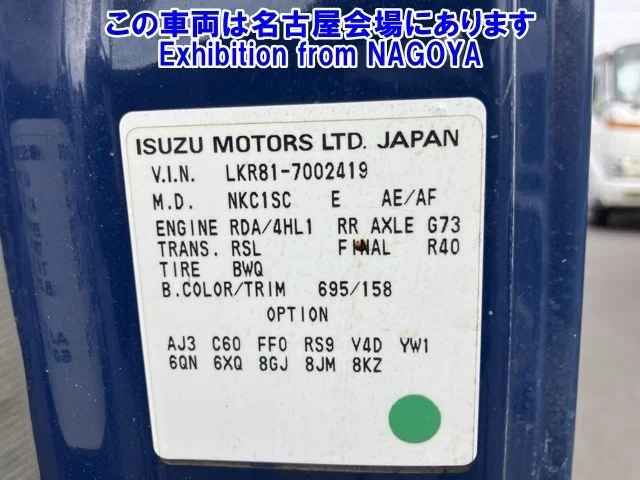 この車両は名古屋会場にあります
Exhibition from NAGOYA
ISUZU MOTORS LTD. JAPAN
V.I.N. LKR81-7002419
M.D. NKC1SC E AE/AF
ENGINE RDA/4HL1 RR AXLE G73
TRANS. RSL FINAL R40
TIRE BWQ
B.COLOR/TRIM 695/158
OPTION
AJ3 C60 FF0 RS9 V4D YW1
6QN 6XQ 8GJ 8JM 8KZ